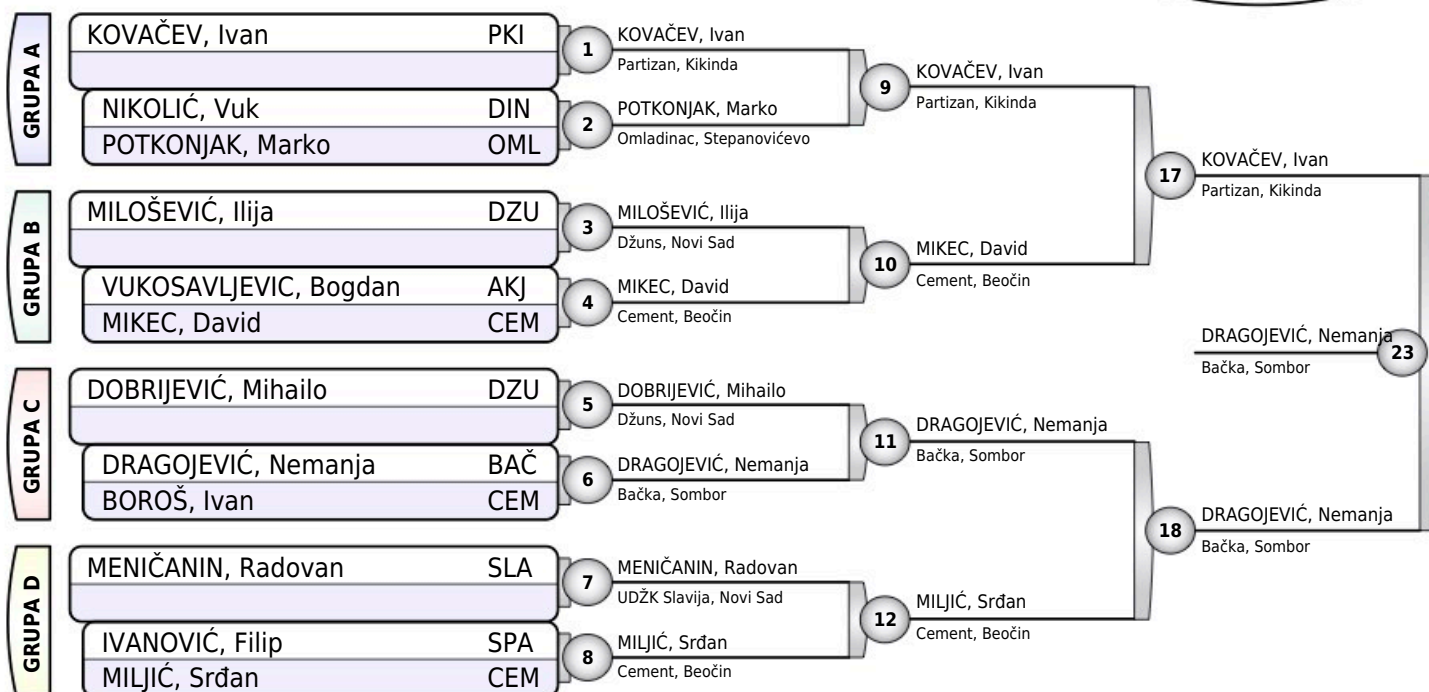 GRUPA A
KOVAČEV, Ivan PKI
NIKOLIĆ, Vuk DIN
POTKONJAK, Marko OML
GRUPA B
MILOŠEVIĆ, Ilija DZU
VUKOSAVLJEVIC, Bogdan AKJ
MIKEC, David CEM
GRUPA C
DOBRIJEVIĆ, Mihailo DZU
DRAGOJEVIĆ, Nemanja BAČ
BOROŠ, Ivan CEM
GRUPA D
MENIČANIN, Radovan SLA
IVANOVIĆ, Filip SPA
MILJIĆ, Srđan CEM
1 KOVAČEV, Ivan
Partizan, Kikinda
2 POTKONJAK, Marko
Omladinac, Stepanovićevo
3 MILOŠEVIĆ, Ilija
Džuns, Novi Sad
4 MIKEC, David
Cement, Beočin
5 DOBRIJEVIĆ, Mihailo
Džuns, Novi Sad
6 DRAGOJEVIĆ, Nemanja
Bačka, Sombor
7 MENIČANIN, Radovan
UDŽK Slavija, Novi Sad
8 MILJIĆ, Srđan
Cement, Beočin
9 KOVAČEV, Ivan
Partizan, Kikinda
10 MIKEC, David
Cement, Beočin
11 DRAGOJEVIĆ, Nemanja
Bačka, Sombor
12 MILJIĆ, Srđan
Cement, Beočin
17 KOVAČEV, Ivan
Partizan, Kikinda
18 DRAGOJEVIĆ, Nemanja
Bačka, Sombor
DRAGOJEVIĆ, Nemanja 23
Bačka, Sombor